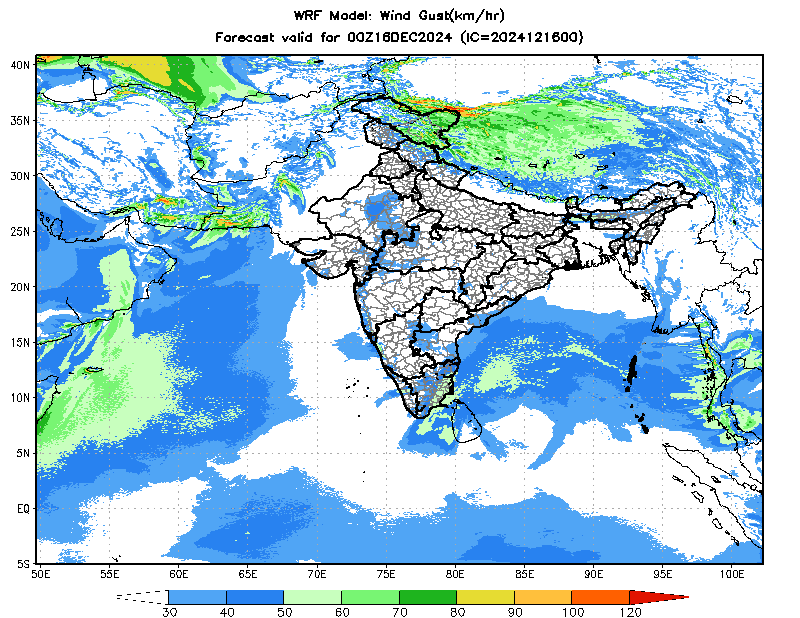 WRF Model: Wind Gust(km/hr)
Forecast valid for 00Z16DEC2024 (IC=2024121600)
40N
35N
30N
25N
20N
15N
10N
5N
EQ
5S
50E 55E 60E 65E 70E 75E 80E 85E 90E 95E 100E
30 40 50 60 70 80 90 100 120